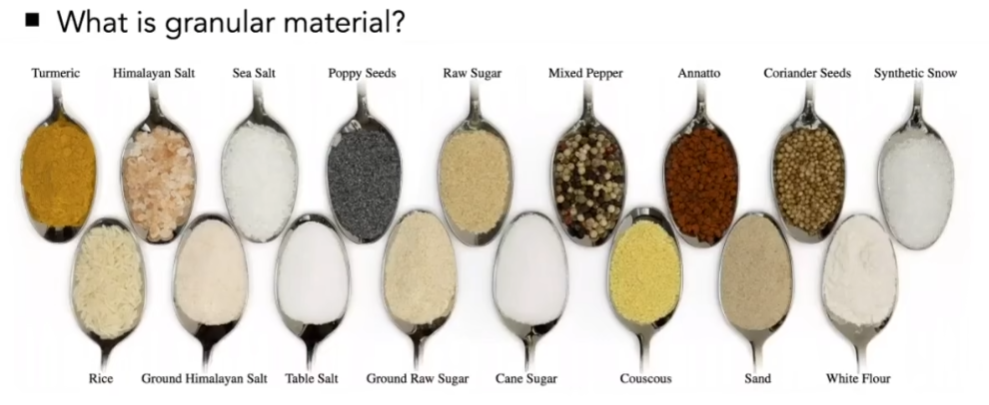 ▪ What is granular material?
Turmeric Himalayan Salt Sea Salt Poppy Seeds Raw Sugar Mixed Pepper Annatto Coriander Seeds Synthetic Snow
Rice Ground Himalayan Salt Table Salt Ground Raw Sugar Cane Sugar Couscous Sand White Flour